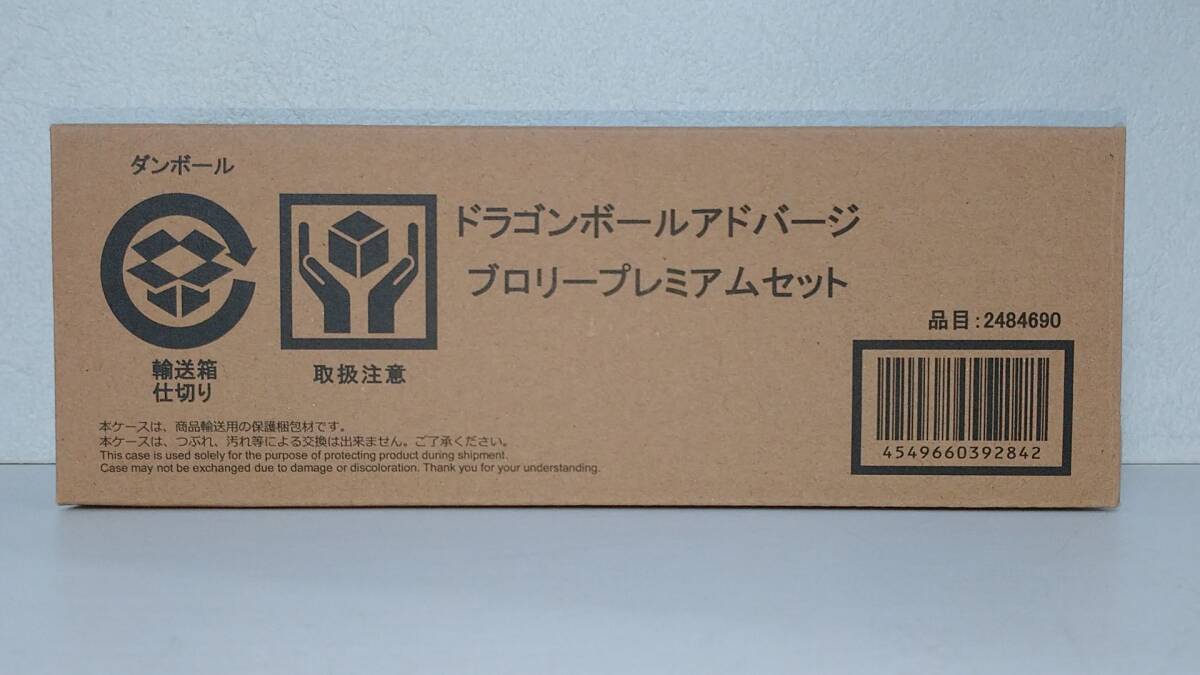 ダンボール
輸送箱
仕切り
取扱注意
ドラゴンボールアドバージ
ブロリープレミアムセット
品目:2484690
4549660392842
本ケースは、商品輸送用の保護梱包材です。
本ケースは、つぶれ、汚れ等による交換は出来ません。ご了承ください。
This case is used solely for the purpose of protecting product during shipment.
Case may not be exchanged due to damage or discoloration. Thank you for your understanding.